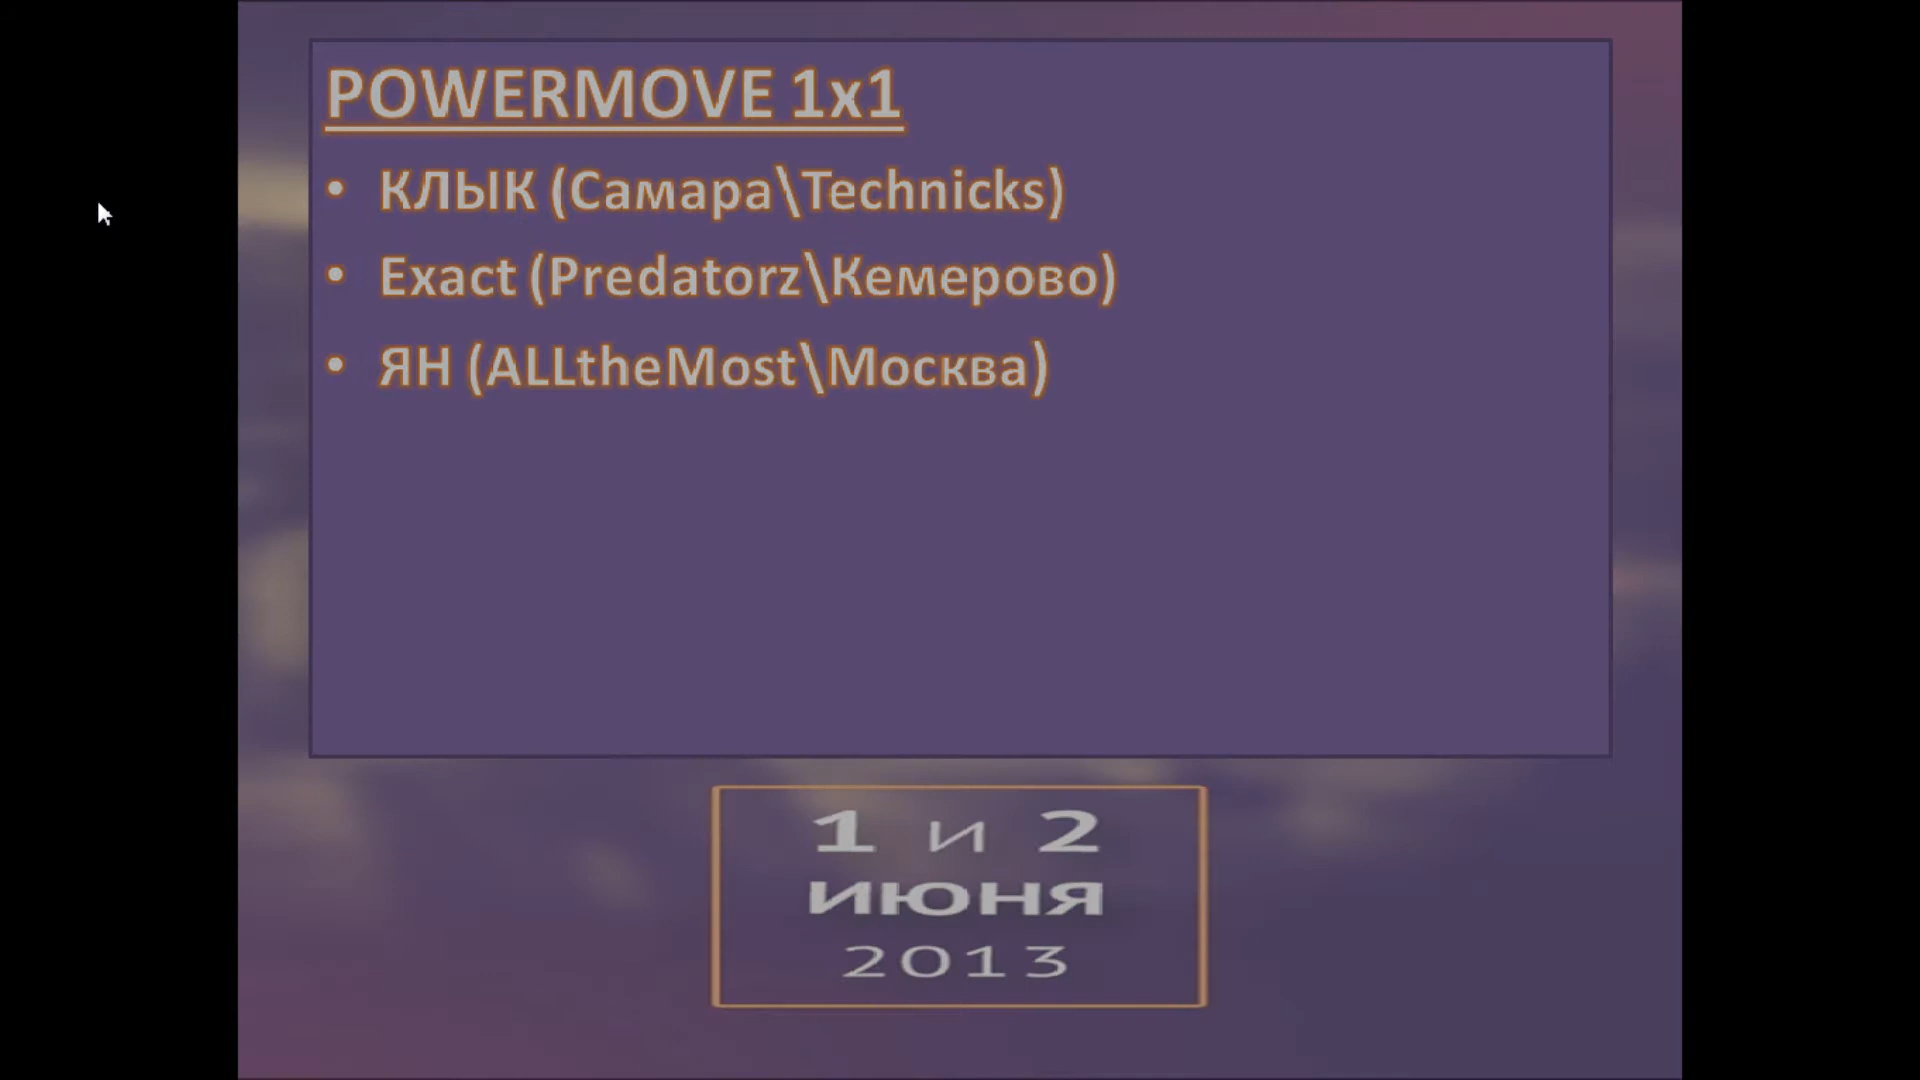 POWERMOVE 1x1
• КЛЫК (Самара\Technicks)
• Exact (Predatorz\Кемерово)
• ЯН (ALLtheMost\Москва)
1 и 2
июня
2013